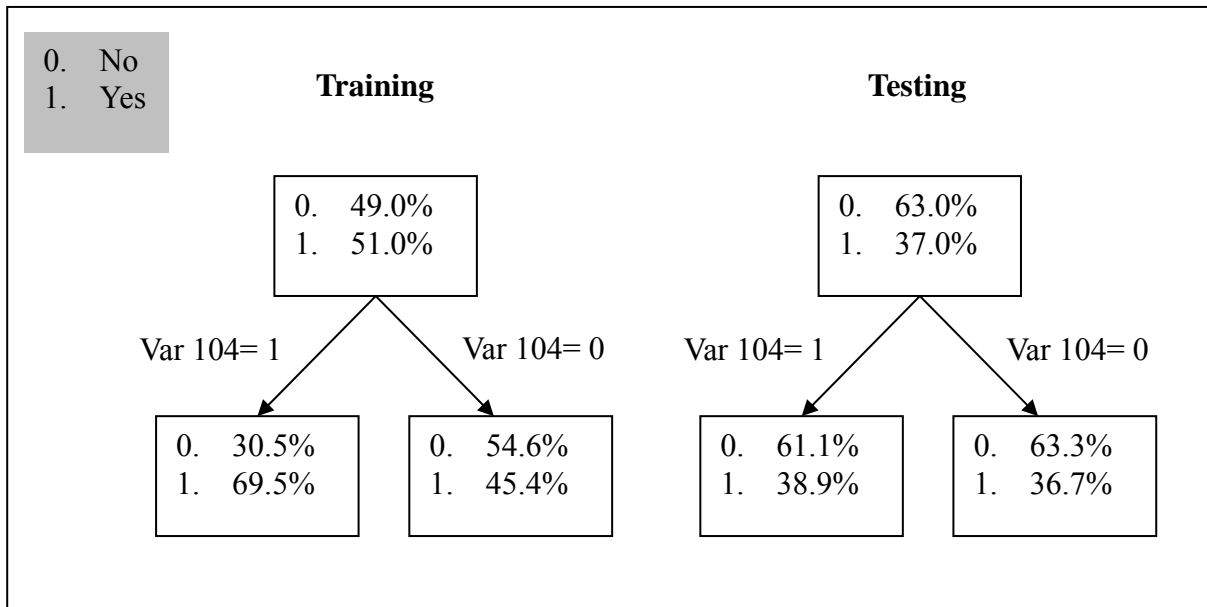 0. No
1. Yes
Training
Testing
0. 49.0%
1. 51.0%
0. 63.0%
1. 37.0%
Var 104= 1
Var 104= 0
Var 104= 1
Var 104= 0
0. 30.5%
1. 69.5%
0. 54.6%
1. 45.4%
0. 61.1%
1. 38.9%
0. 63.3%
1. 36.7%